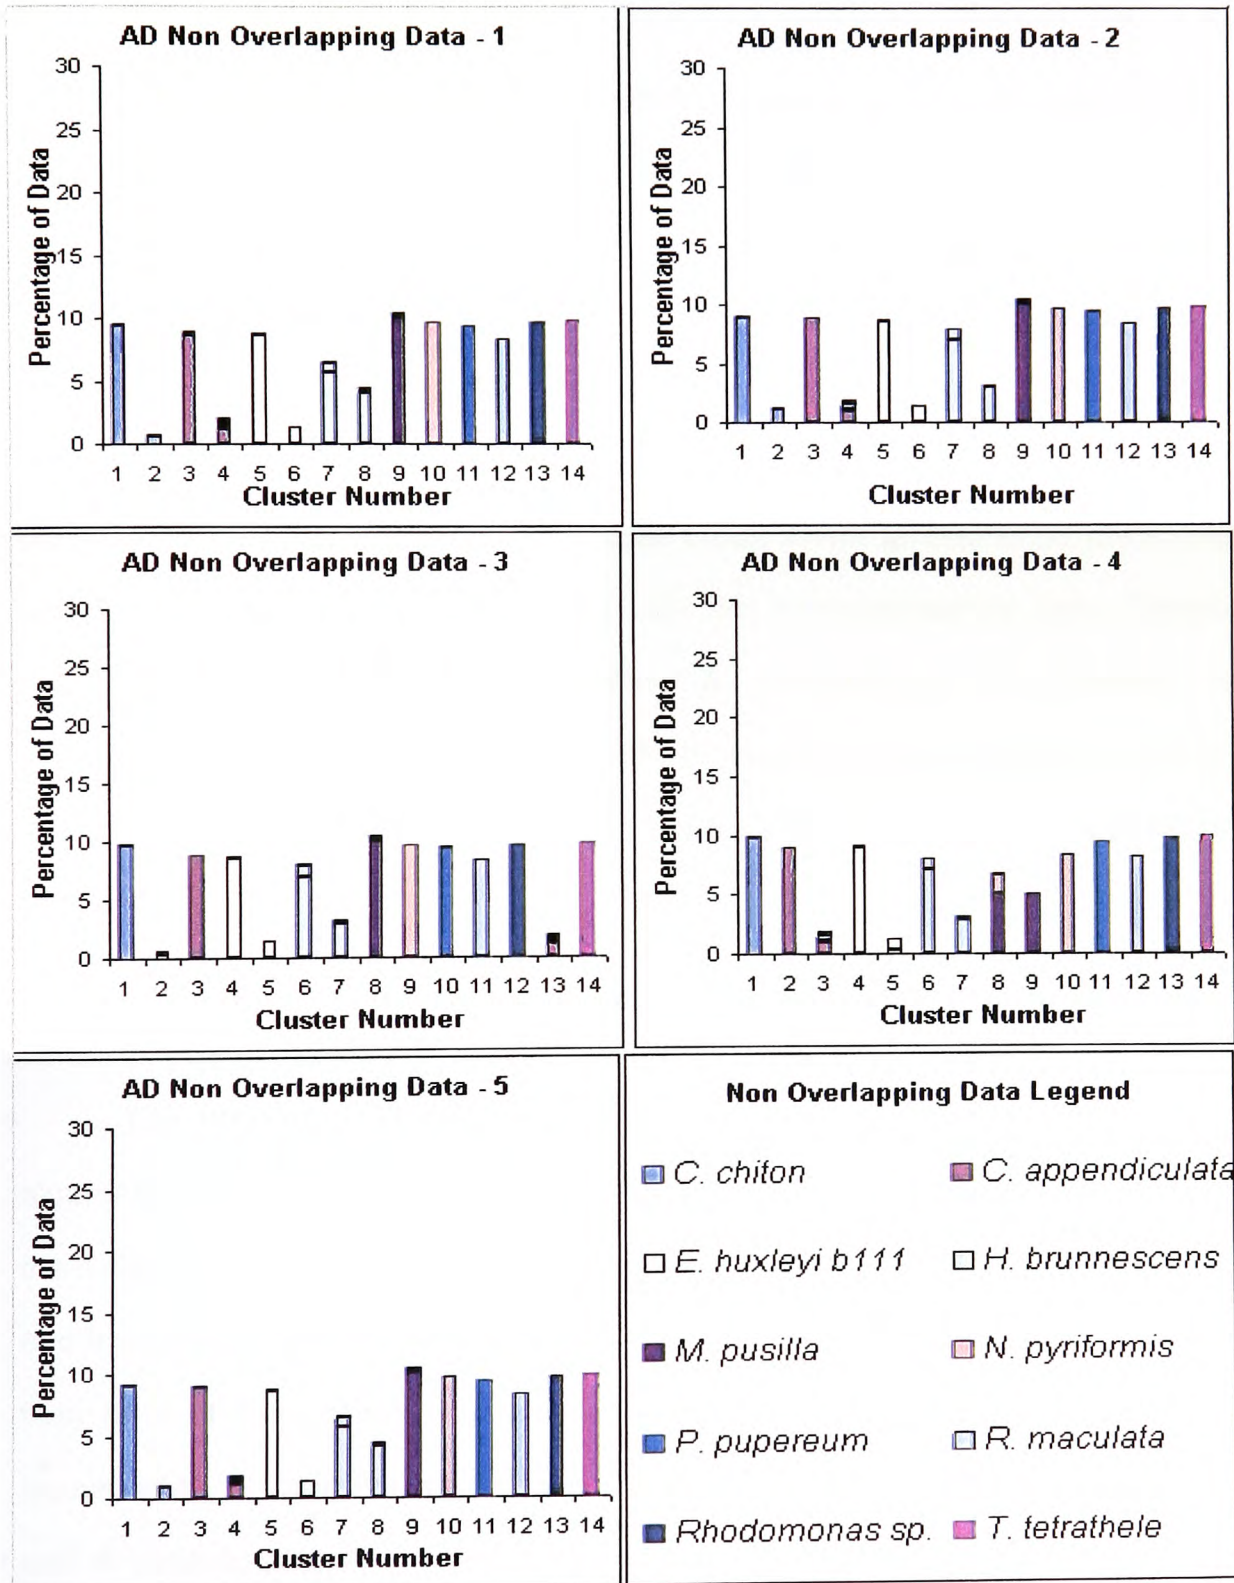 AD Non Overlapping Data - 1
30
25
20
15
10
5
0
Percentage of Data
1 2 3 4 5 6 7 8 9 10 11 12 13 14
Cluster Number
AD Non Overlapping Data - 2
30
25
20
15
10
5
0
Percentage of Data
1 2 3 4 5 6 7 8 9 10 11 12 13 14
Cluster Number
AD Non Overlapping Data - 3
30
25
20
15
10
5
0
Percentage of Data
1 2 3 4 5 6 7 8 9 10 11 12 13 14
Cluster Number
AD Non Overlapping Data - 4
30
25
20
15
10
5
0
Percentage of Data
1 2 3 4 5 6 7 8 9 10 11 12 13 14
Cluster Number
AD Non Overlapping Data - 5
30
25
20
15
10
5
0
Percentage of Data
1 2 3 4 5 6 7 8 9 10 11 12 13 14
Cluster Number
Non Overlapping Data Legend
C. chiton
C. appendiculata
E. huxleyi b111
H. brunnescens
M. pusilla
N. pyriformis
P. pupereum
R. maculata
Rhodomonas sp.
T. tetrathele